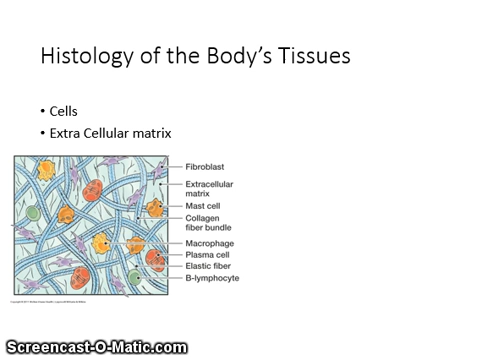 Histology of the Body’s Tissues
• Cells
• Extra Cellular matrix
Fibroblast
Extracellular
matrix
Mast cell
Collagen
fiber bundle
Macrophage
Plasma cell
Elastic fiber
B-lymphocyte
Screencast-O-Matic.com